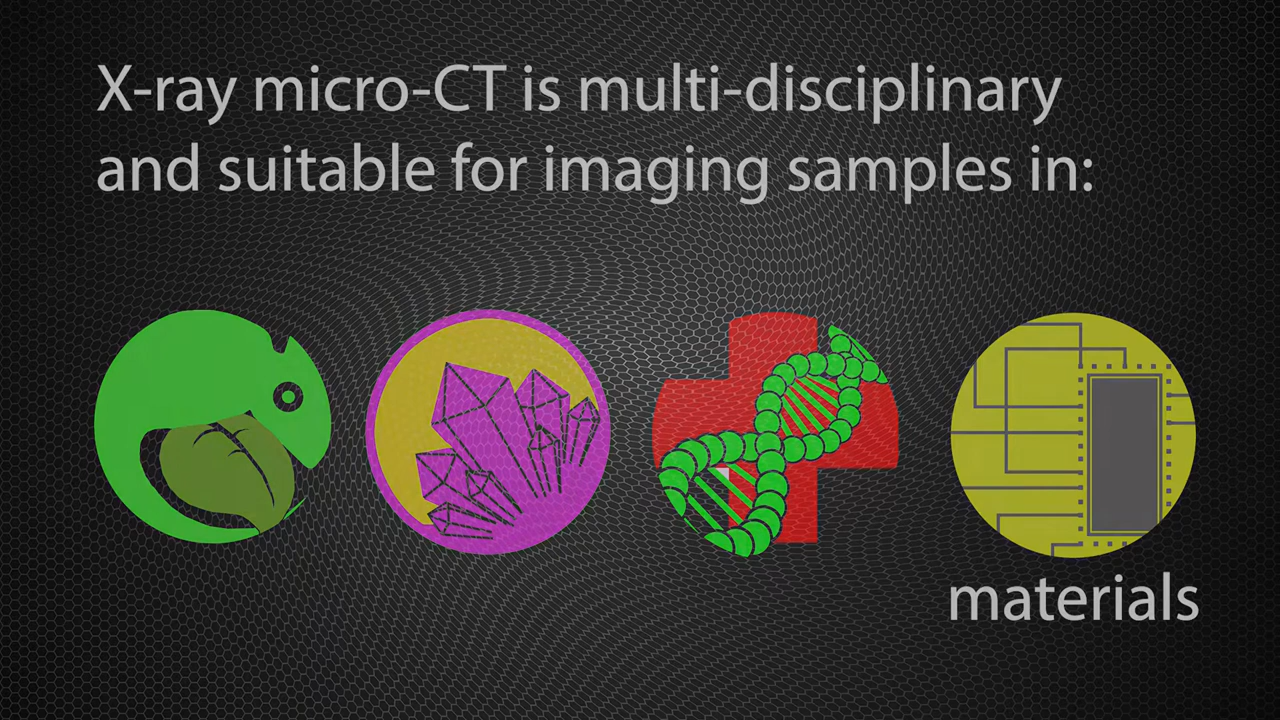 X-ray micro-CT is multi-disciplinary
and suitable for imaging samples in:
materials